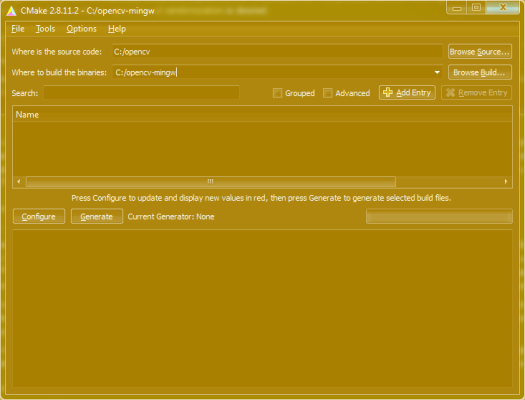 CMake 2.8.11.2 - C:/opencv-mingw
File Tools Options Help
Where is the source code: C:/opencv Browse Source...
Where to build the binaries: C:/opencv-mingw Browse Build...
Search: Grouped Advanced Add Entry Remove Entry
Name
Press Configure to update and display new values in red, then press Generate to generate selected build files.
Configure Generate Current Generator: None